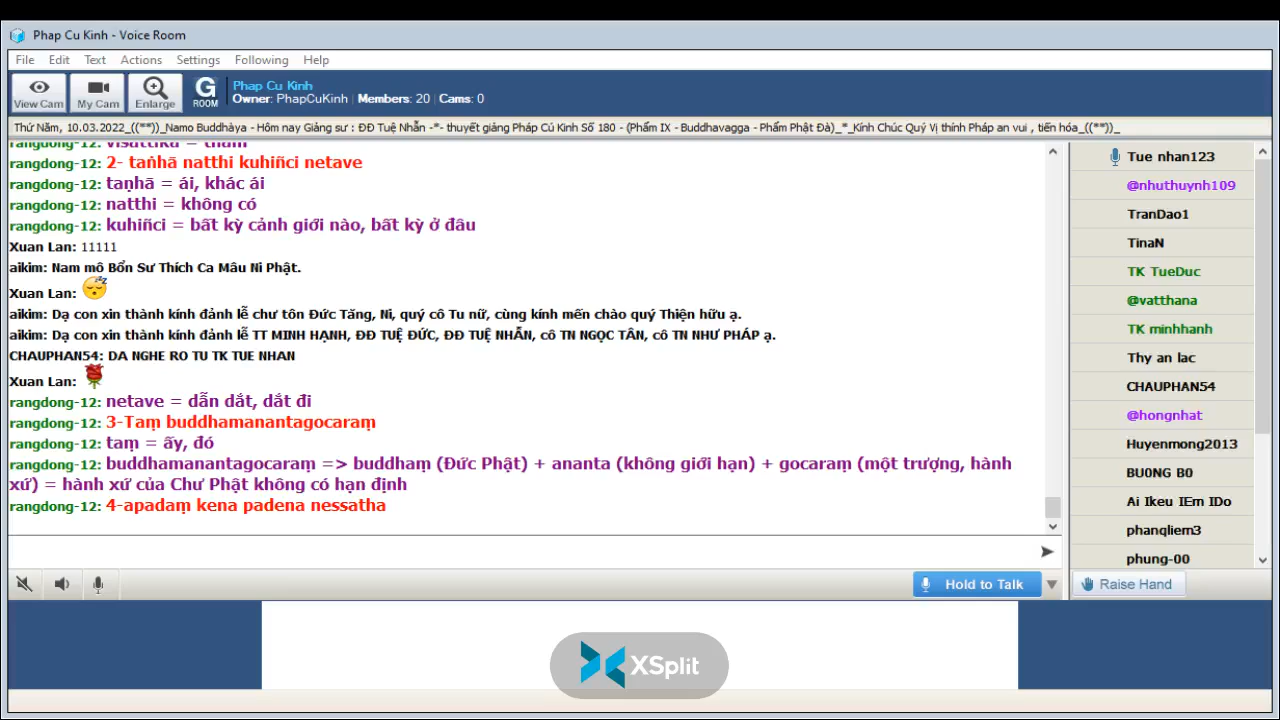 Phap Cu Kinh - Voice Room
File Edit Text Actions Settings Following Help
View Cam My Cam Enlarge G ROOM
Phap Cu Kinh
Owner: PhapCuKinh | Members: 20 | Cams: 0
Thứ Năm, 10.03.2022_((**))_Namo Buddhàya - Hôm nay Giảng sư : ĐĐ Tuệ Nhẫn -*- thuyết giảng Pháp Cú Kinh Số 180 - (Phẩm IX - Buddhavagga - Phẩm Phật Đà)_*_Kính Chúc Quý Vị thính Pháp an vui , tiến hóa_((**))_
rangdong-12: visattikā = thấm
rangdong-12: 2- taṅhā natthi kuhiñci netave
rangdong-12: taṇhā = ái, khác ái
rangdong-12: natthi = không có
rangdong-12: kuhiñci = bất kỳ cảnh giới nào, bất kỳ ở đâu
Xuan Lan: 11111
aikim: Nam mô Bổn Sư Thích Ca Mâu Ni Phật.
Xuan Lan:
aikim: Dạ con xin thành kính đảnh lễ chư tôn Đức Tăng, Ni, quý cô Tu nữ, cùng kính mến chào quý Thiện hữu ạ.
aikim: Dạ con xin thành kính đảnh lễ TT MINH HẠNH, ĐĐ TUỆ ĐỨC, ĐĐ TUỆ NHẪN, cô TN NGỌC TÂN, cô TN NHƯ PHÁP ạ.
CHAUPHAN54: DA NGHE RO TU TK TUE NHAN
Xuan Lan:
rangdong-12: netave = dẫn dắt, dắt đi
rangdong-12: 3-Taṃ buddhamanantagocaraṃ
rangdong-12: taṃ = ấy, đó
rangdong-12: buddhamanantagocaraṃ => buddhaṃ (Đức Phật) + ananta (không giới hạn) + gocaraṃ (một trượng, hành
xứ) = hành xứ của Chư Phật không có hạn định
rangdong-12: 4-apadaṃ kena padena nessatha
Tue nhan123
@nhuthuynh109
TranDao1
TinaN
TK TueDuc
@vatthana
TK minhhanh
Thy an lac
CHAUPHAN54
@hongnhat
Huyenmong2013
BU0NG B0
Ai Ikeu IEm IDo
phanqliem3
phung-00
Hold to Talk
Raise Hand
XSplit